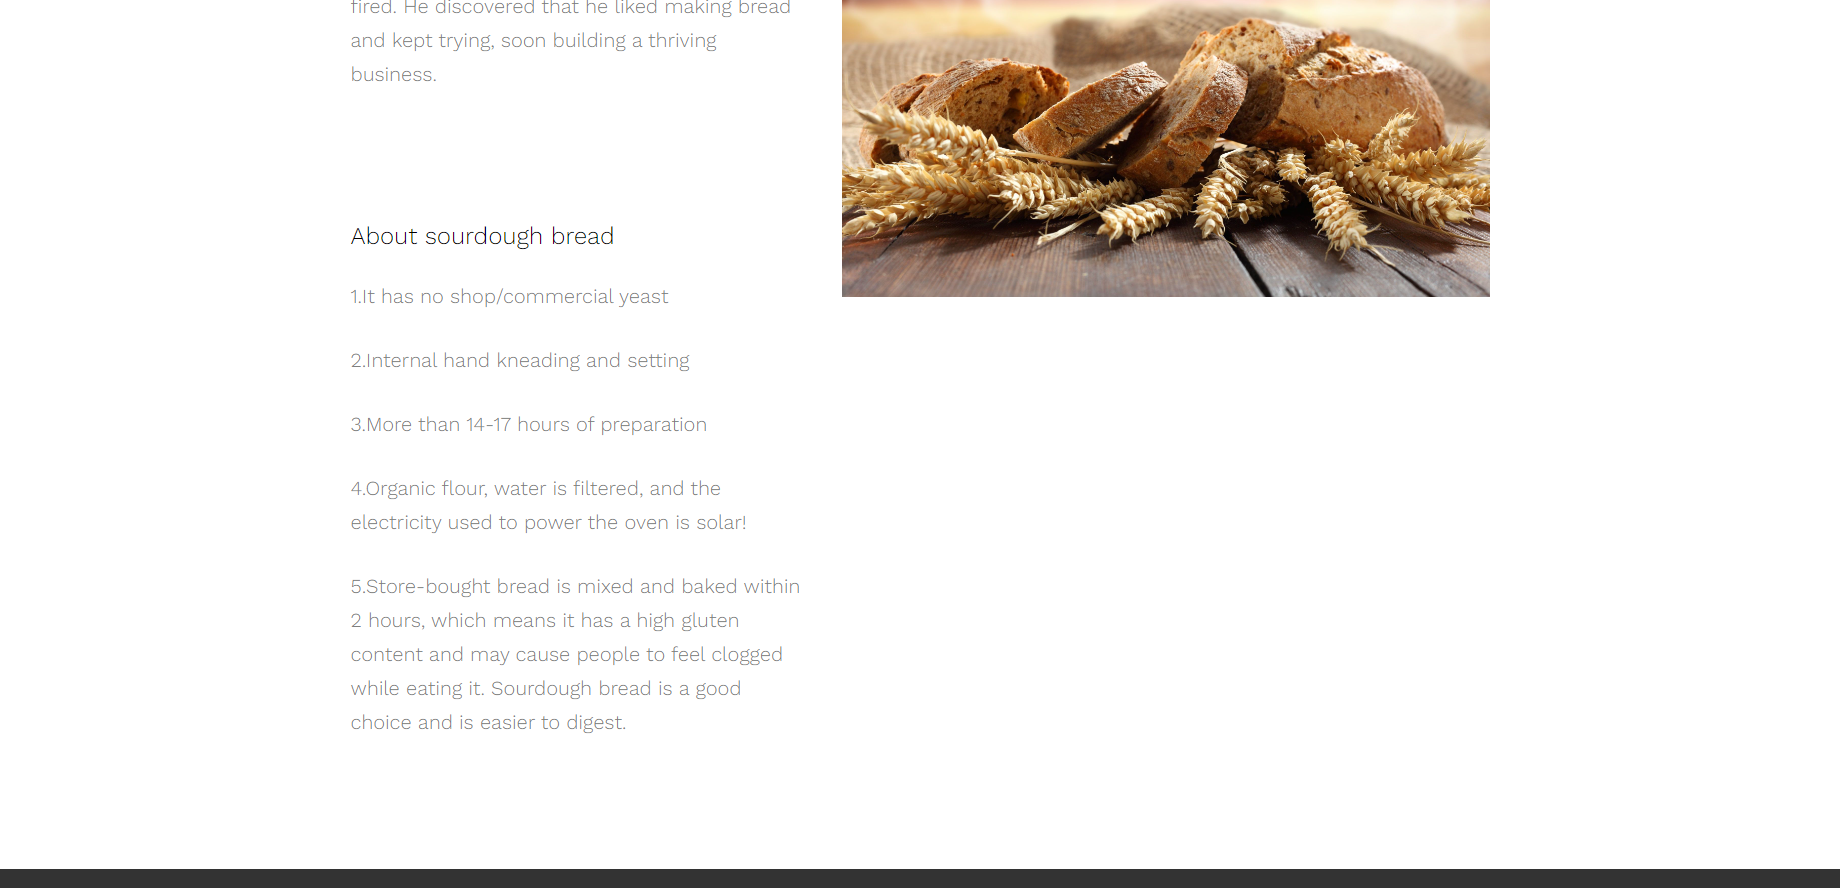 fired. He discovered that he liked making bread
and kept trying, soon building a thriving
business.
About sourdough bread
1.It has no shop/commercial yeast
2.Internal hand kneading and setting
3.More than 14-17 hours of preparation
4.Organic flour, water is filtered, and the
electricity used to power the oven is solar!
5.Store-bought bread is mixed and baked within
2 hours, which means it has a high gluten
content and may cause people to feel clogged
while eating it. Sourdough bread is a good
choice and is easier to digest.